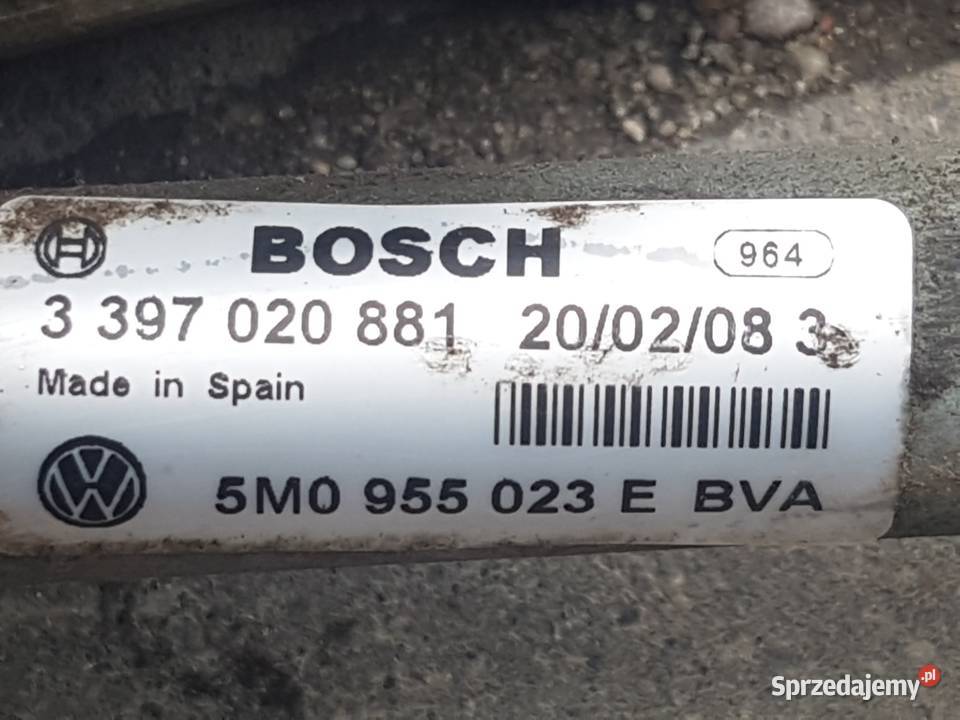 BOSCH 964
3 397 020 881 20/02/08 3
Made in Spain
5M0 955 023 E BVA
Sprzedajemy.pl